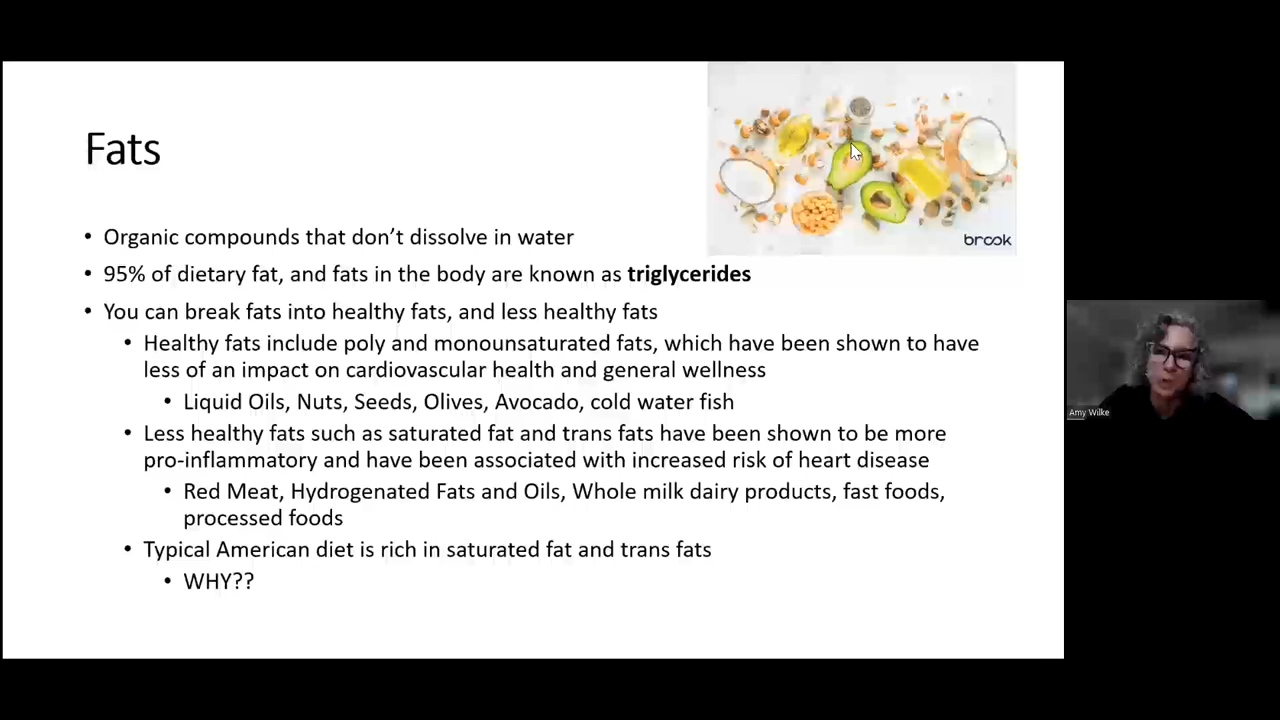 Fats
brook
• Organic compounds that don’t dissolve in water
• 95% of dietary fat, and fats in the body are known as triglycerides
• You can break fats into healthy fats, and less healthy fats
• Healthy fats include poly and monounsaturated fats, which have been shown to have
less of an impact on cardiovascular health and general wellness
• Liquid Oils, Nuts, Seeds, Olives, Avocado, cold water fish
• Less healthy fats such as saturated fat and trans fats have been shown to be more
pro-inflammatory and have been associated with increased risk of heart disease
• Red Meat, Hydrogenated Fats and Oils, Whole milk dairy products, fast foods,
processed foods
• Typical American diet is rich in saturated fat and trans fats
• WHY??
Amy Wilke